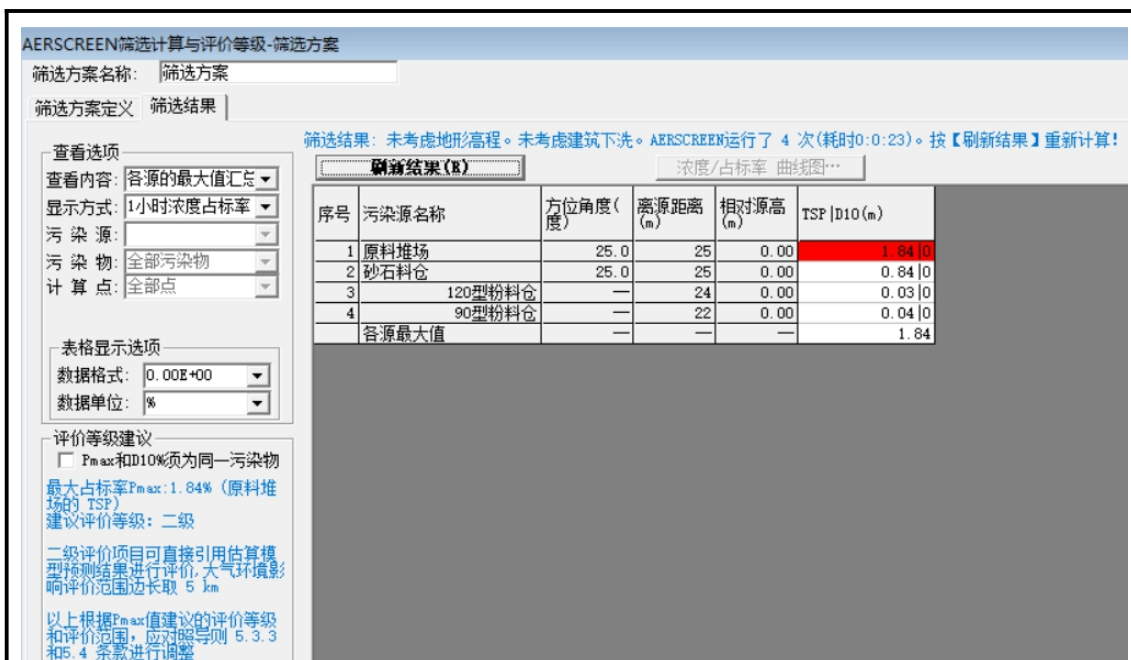 AERSCREEN筛选计算与评价等级-筛选方案
筛选方案名称: 筛选方案
筛选方案定义 筛选结果
筛选结果: 未考虑地形高程。未考虑建筑下洗。AERSCREEN运行了 4 次(耗时0:0:23)。按【刷新结果】重新计算!
查看选项
查看内容: 各源的最大值汇总
显示方式: 1小时浓度占标率
污 染 源:
污 染 物: 全部污染物
计 算 点: 全部点
表格显示选项
数据格式: 0.00E+00
数据单位: %
评价等级建议
Pmax和D10%须为同一污染物
最大占标率Pmax:1.84% (原料堆
场的 TSP)
建议评价等级: 二级
二级评价项目可直接引用估算模
型预测结果进行评价,大气环境影
响评价范围边长取 5 km
以上根据Pmax值建议的评价等级
和评价范围, 应对照导则 5.3.3
和5.4 条款进行调整
刷新结果(R) 浓度/占标率 曲线图…
序号 污染源名称 方位角度(度) 离源距离(m) 相对源高(m) TSP|D10(m)
1 原料堆场 25.0 25 0.00 1.84|0
2 砂石料仓 25.0 25 0.00 0.84|0
3 120型粉料仓 — 24 0.00 0.03|0
4 90型粉料仓 — 22 0.00 0.04|0
各源最大值 — — — 1.84